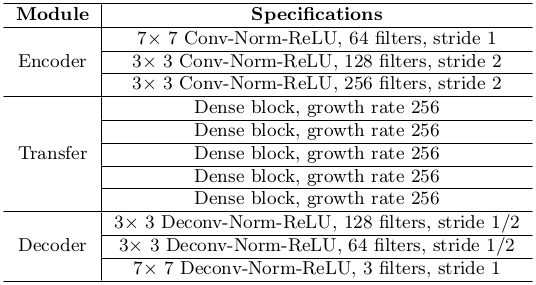 Module Specifications
7× 7 Conv-Norm-ReLU, 64 filters, stride 1
Encoder 3× 3 Conv-Norm-ReLU, 128 filters, stride 2
3× 3 Conv-Norm-ReLU, 256 filters, stride 2
Dense block, growth rate 256
Dense block, growth rate 256
Transfer Dense block, growth rate 256
Dense block, growth rate 256
Dense block, growth rate 256
3× 3 Deconv-Norm-ReLU, 128 filters, stride 1/2
Decoder 3× 3 Deconv-Norm-ReLU, 64 filters, stride 1/2
7× 7 Deconv-Norm-ReLU, 3 filters, stride 1